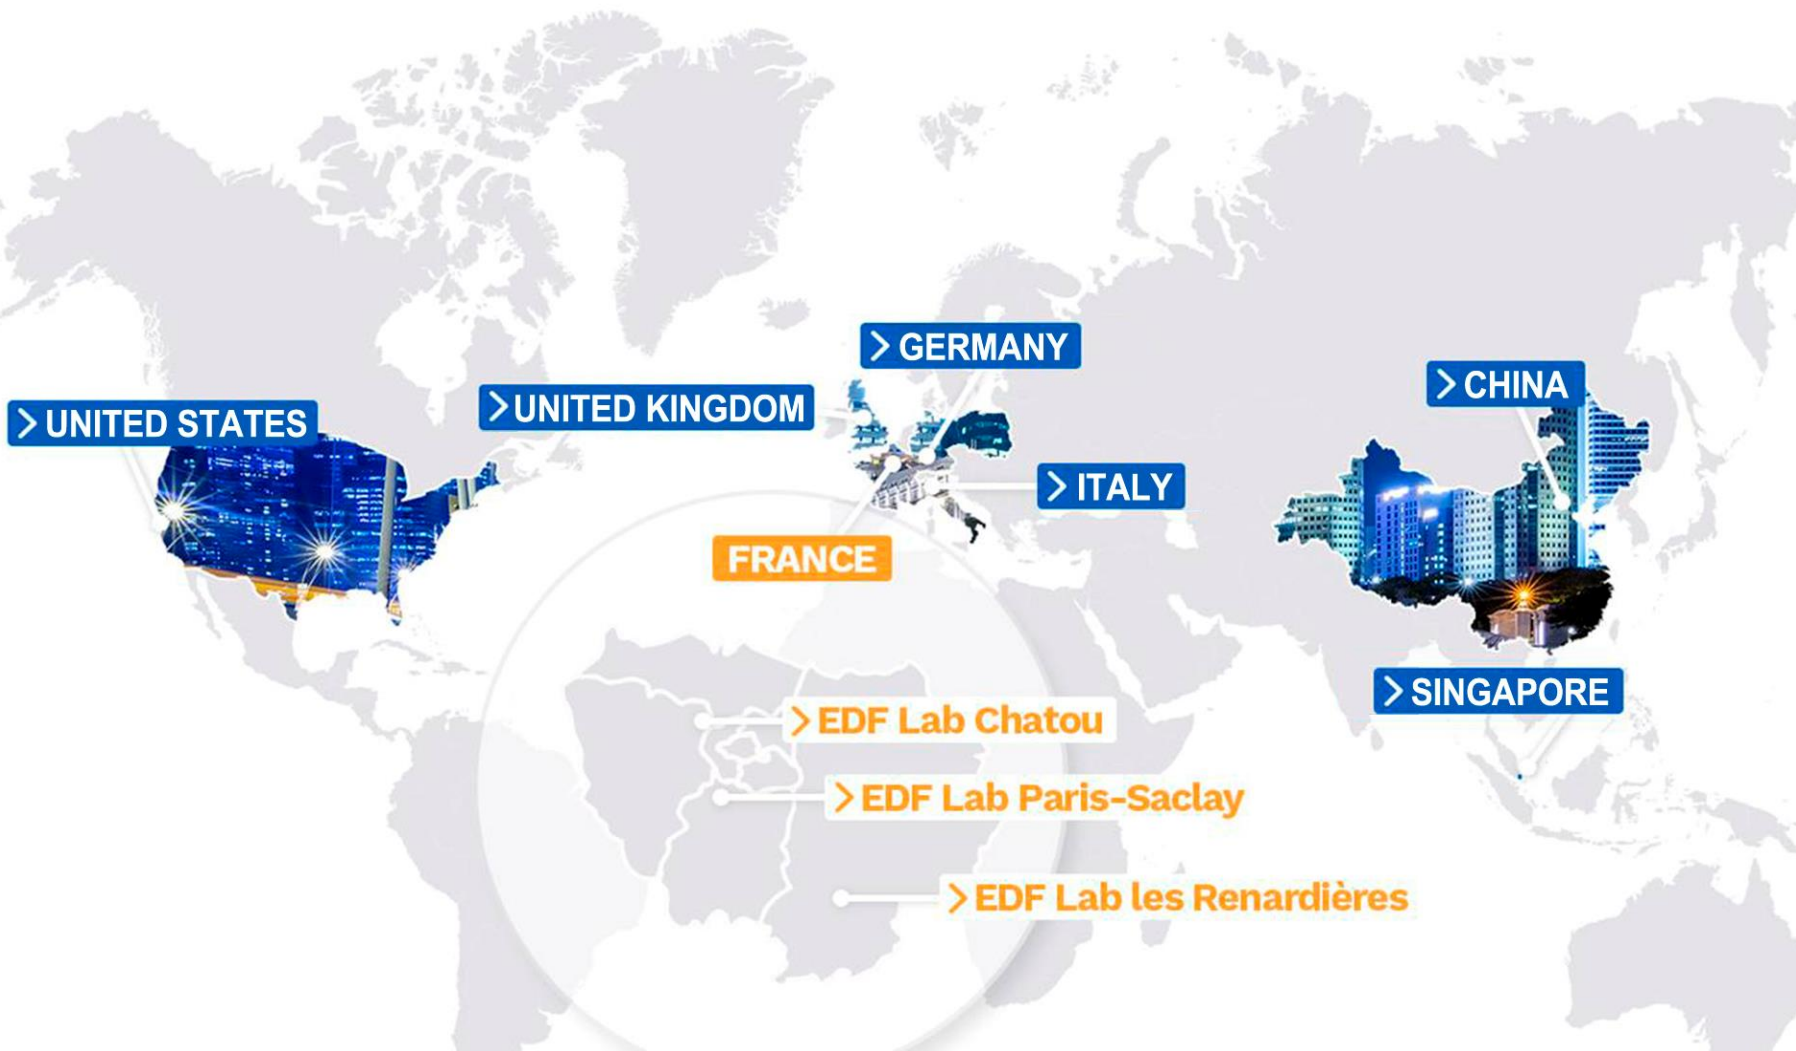 > GERMANY
> CHINA
> UNITED STATES
> UNITED KINGDOM
> ITALY
FRANCE
> SINGAPORE
> EDF Lab Chatou
> EDF Lab Paris-Saclay
> EDF Lab les Renardières